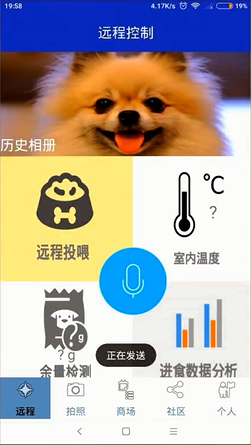 19:58
4.17K/s
19%
远程控制
历史相册
远程投喂
℃
?
室内温度
? g
g
余量检测
进食数据分析
正在发送
远程 拍照 商场 社区 个人